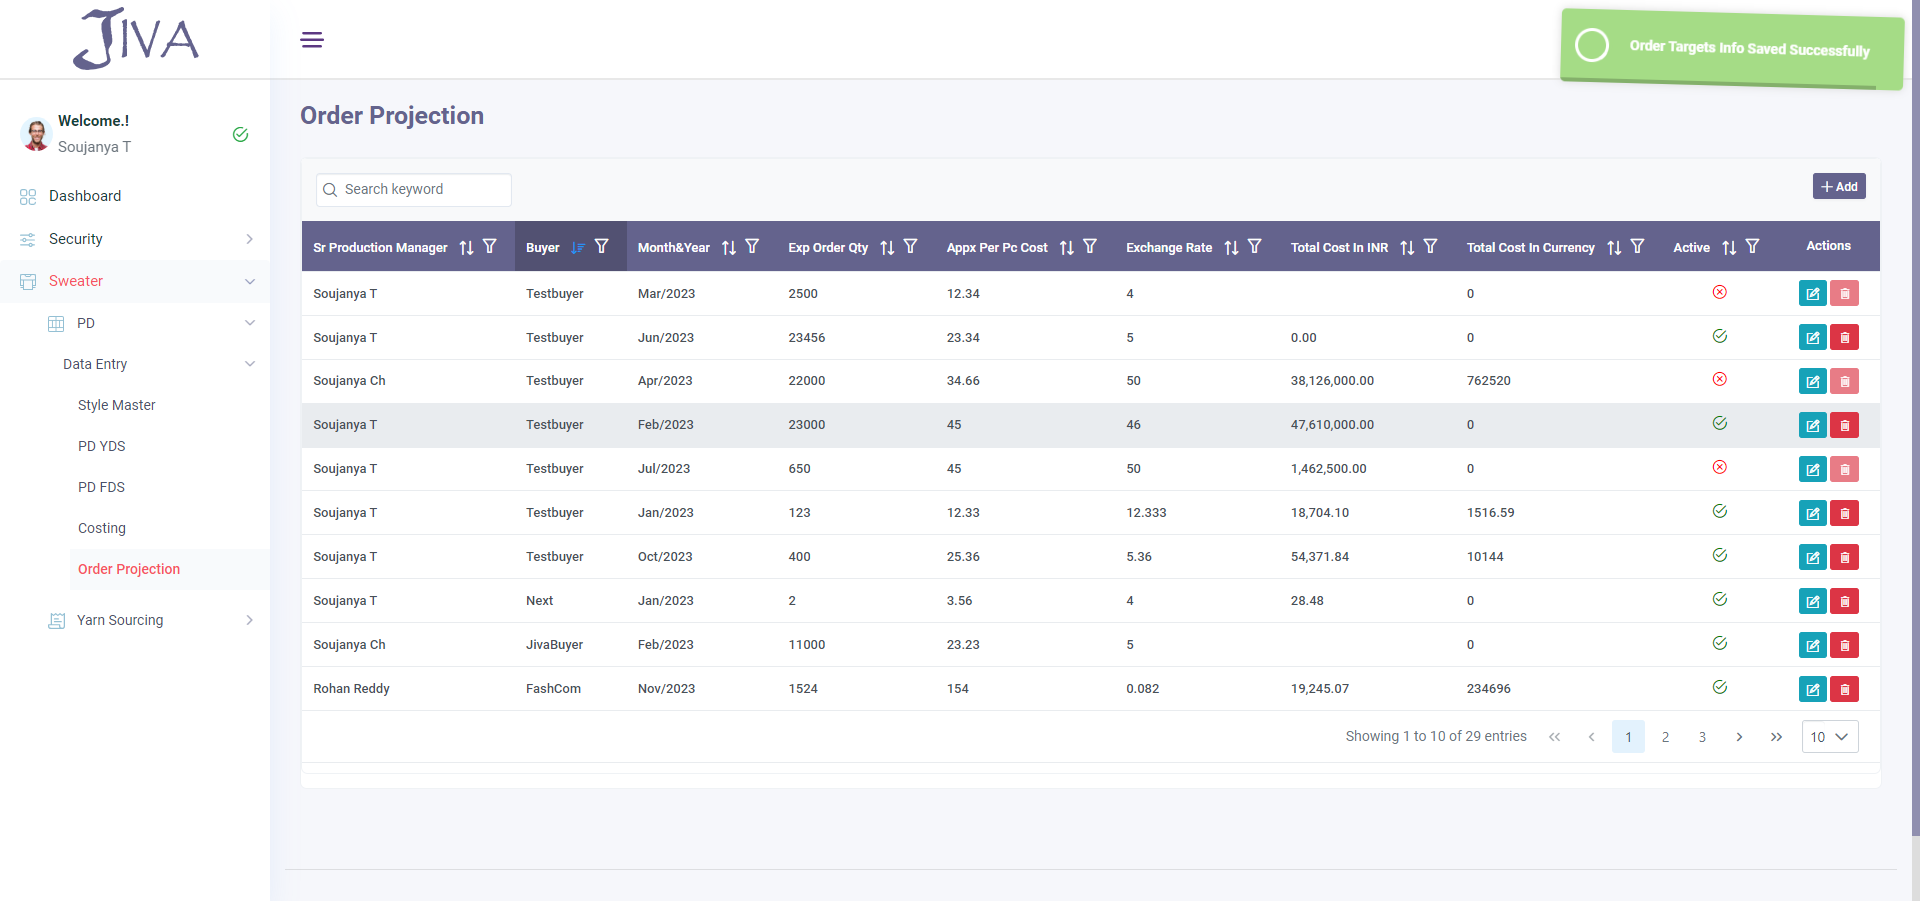 JIVA
Order Targets Info Saved Successfully
Welcome.!
Soujanya T
Dashboard
Security
Sweater
PD
Data Entry
Style Master
PD YDS
PD FDS
Costing
Order Projection
Yarn Sourcing
Order Projection
Search keyword
+ Add
Sr Production Manager Buyer Month&Year Exp Order Qty Appx Per Pc Cost Exchange Rate Total Cost In INR Total Cost In Currency Active Actions
Soujanya T Testbuyer Mar/2023 2500 12.34 4 0
Soujanya T Testbuyer Jun/2023 23456 23.34 5 0.00 0
Soujanya Ch Testbuyer Apr/2023 22000 34.66 50 38,126,000.00 762520
Soujanya T Testbuyer Feb/2023 23000 45 46 47,610,000.00 0
Soujanya T Testbuyer Jul/2023 650 45 50 1,462,500.00 0
Soujanya T Testbuyer Jan/2023 123 12.33 12.333 18,704.10 1516.59
Soujanya T Testbuyer Oct/2023 400 25.36 5.36 54,371.84 10144
Soujanya T Next Jan/2023 2 3.56 4 28.48 0
Soujanya Ch JivaBuyer Feb/2023 11000 23.23 5 0
Rohan Reddy FashCom Nov/2023 1524 154 0.082 19,245.07 234696
Showing 1 to 10 of 29 entries « ‹ 1 2 3 › » 10